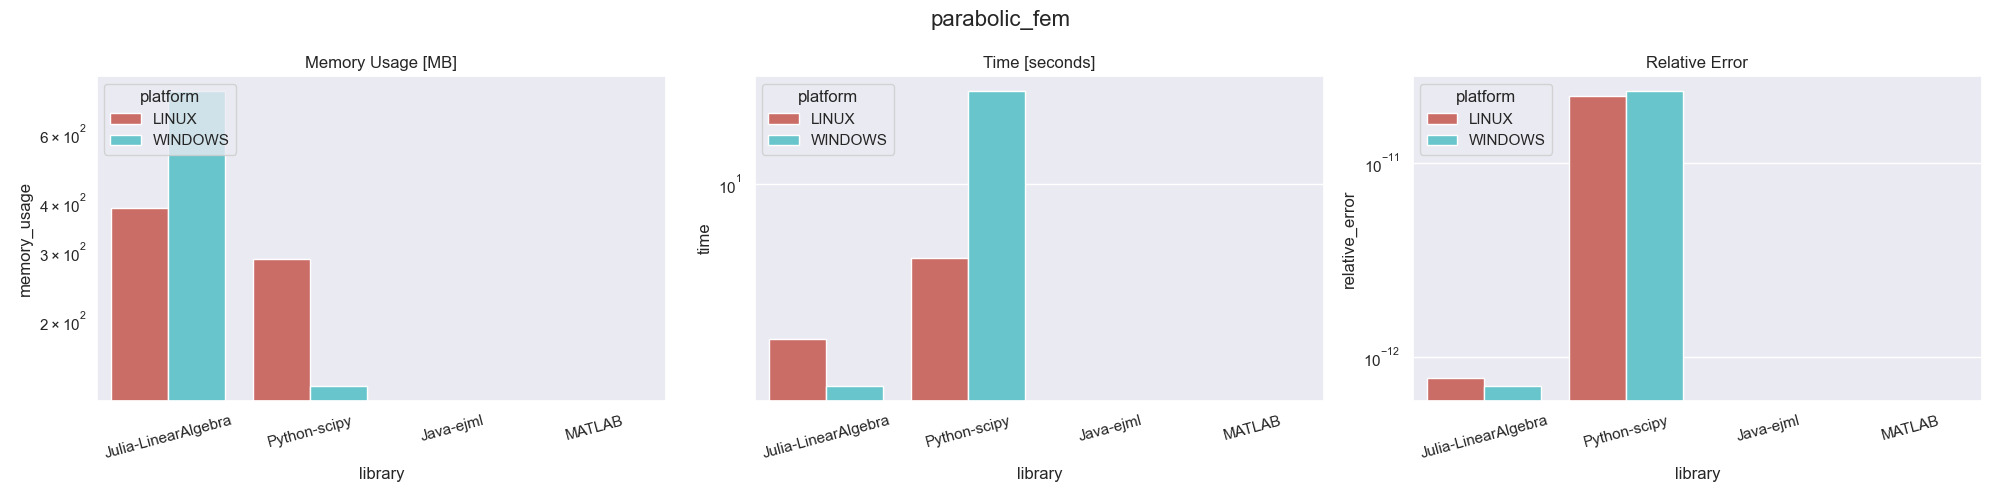 parabolic_fem
Memory Usage [MB]
platform
LINUX
WINDOWS
6 × 10²
4 × 10²
3 × 10²
2 × 10²
memory_usage
Julia-LinearAlgebra
Python-scipy
Java-ejml
MATLAB
library
Time [seconds]
platform
LINUX
WINDOWS
10¹
time
Julia-LinearAlgebra
Python-scipy
Java-ejml
MATLAB
library
Relative Error
platform
LINUX
WINDOWS
10⁻¹¹
10⁻¹²
relative_error
Julia-LinearAlgebra
Python-scipy
Java-ejml
MATLAB
library